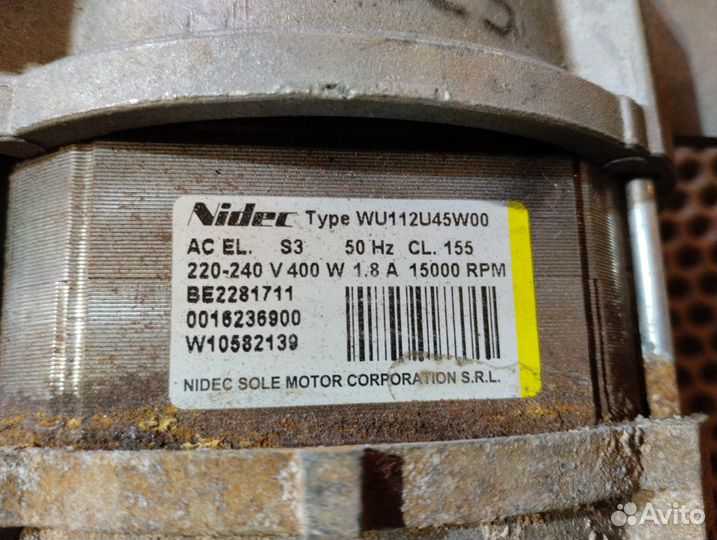 Nidec Type WU112U45W00
AC EL. S3 50 Hz CL. 155
220-240 V 400 W 1.8 A 15000 RPM
BE2281711
0016236900
W10582139
NIDEC SOLE MOTOR CORPORATION S.R.L.
Avito